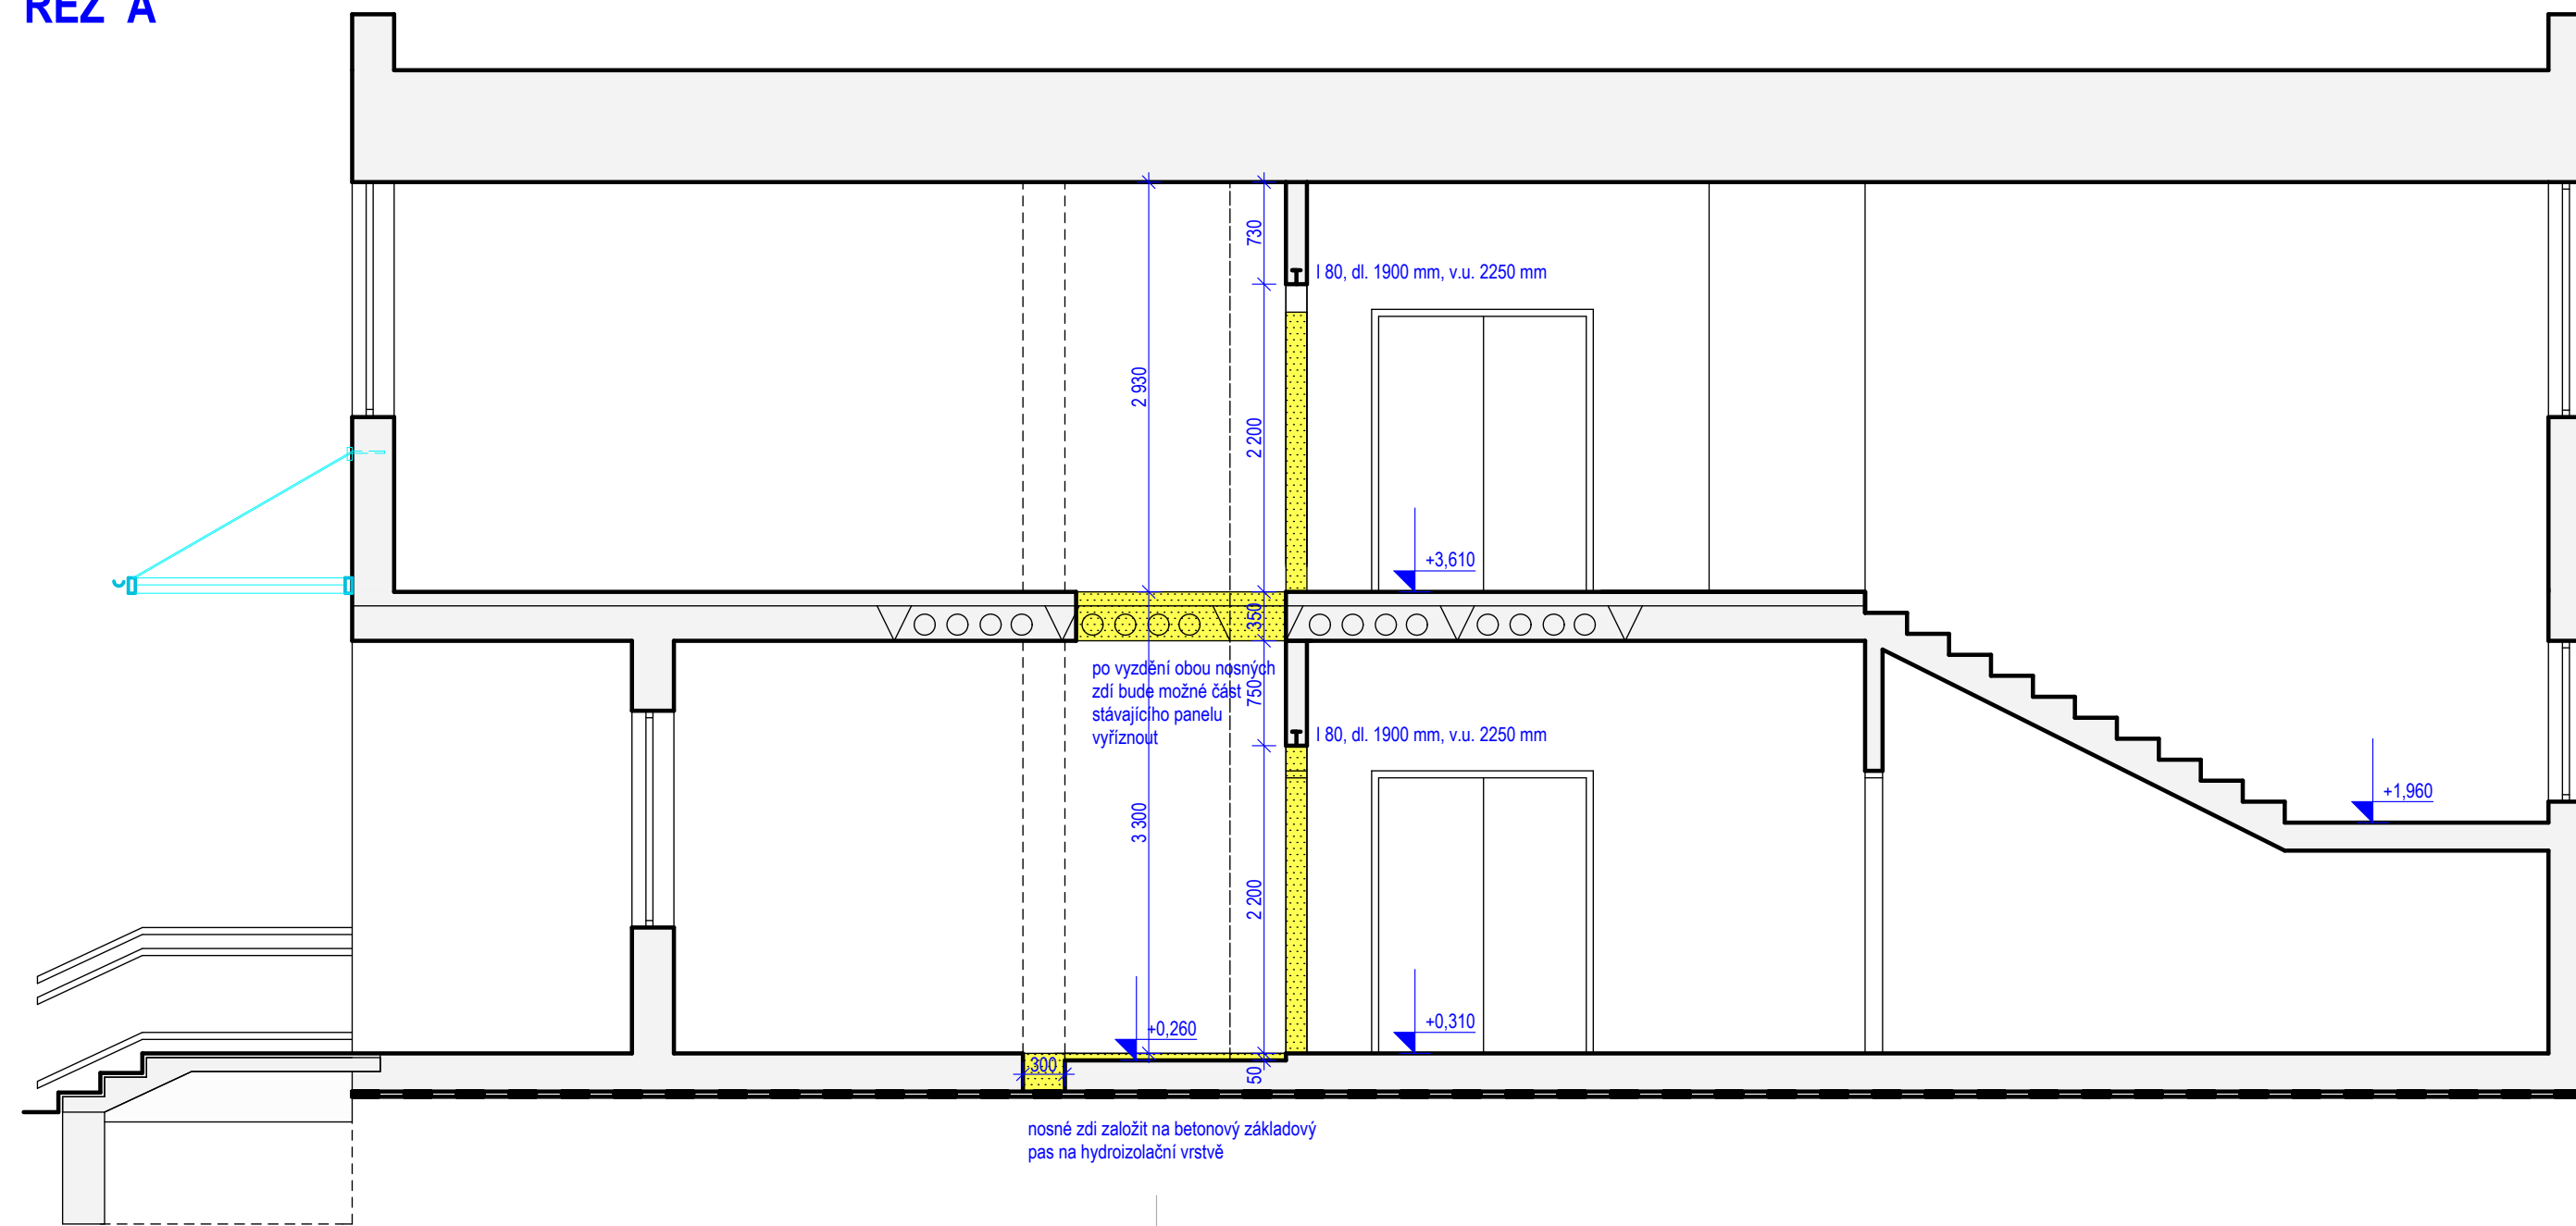 ŘEZ A
730
I 80, dl. 1900 mm, v.u. 2250 mm
2 930
2 200
+3,610
350
po vyzdění obou nosných
zdí bude možné část
stávajícího panelu
vyříznout
750
I 80, dl. 1900 mm, v.u. 2250 mm
+1,960
3 300
2 200
+0,260
+0,310
300
50
nosné zdi založit na betonový základový
pas na hydroizolační vrstvě